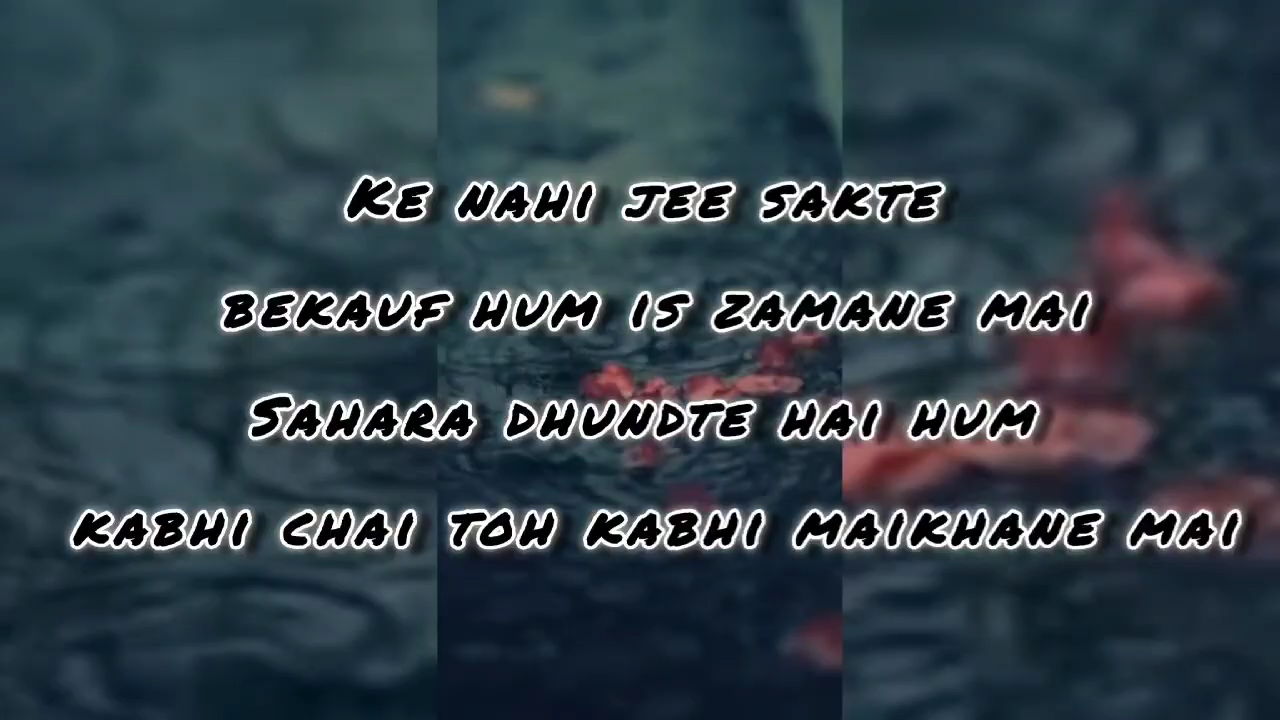 Ke nahi jee sakte
bekauf hum is zamane mai
Sahara dhundte hai hum
kabhi chai toh kabhi maikhane mai